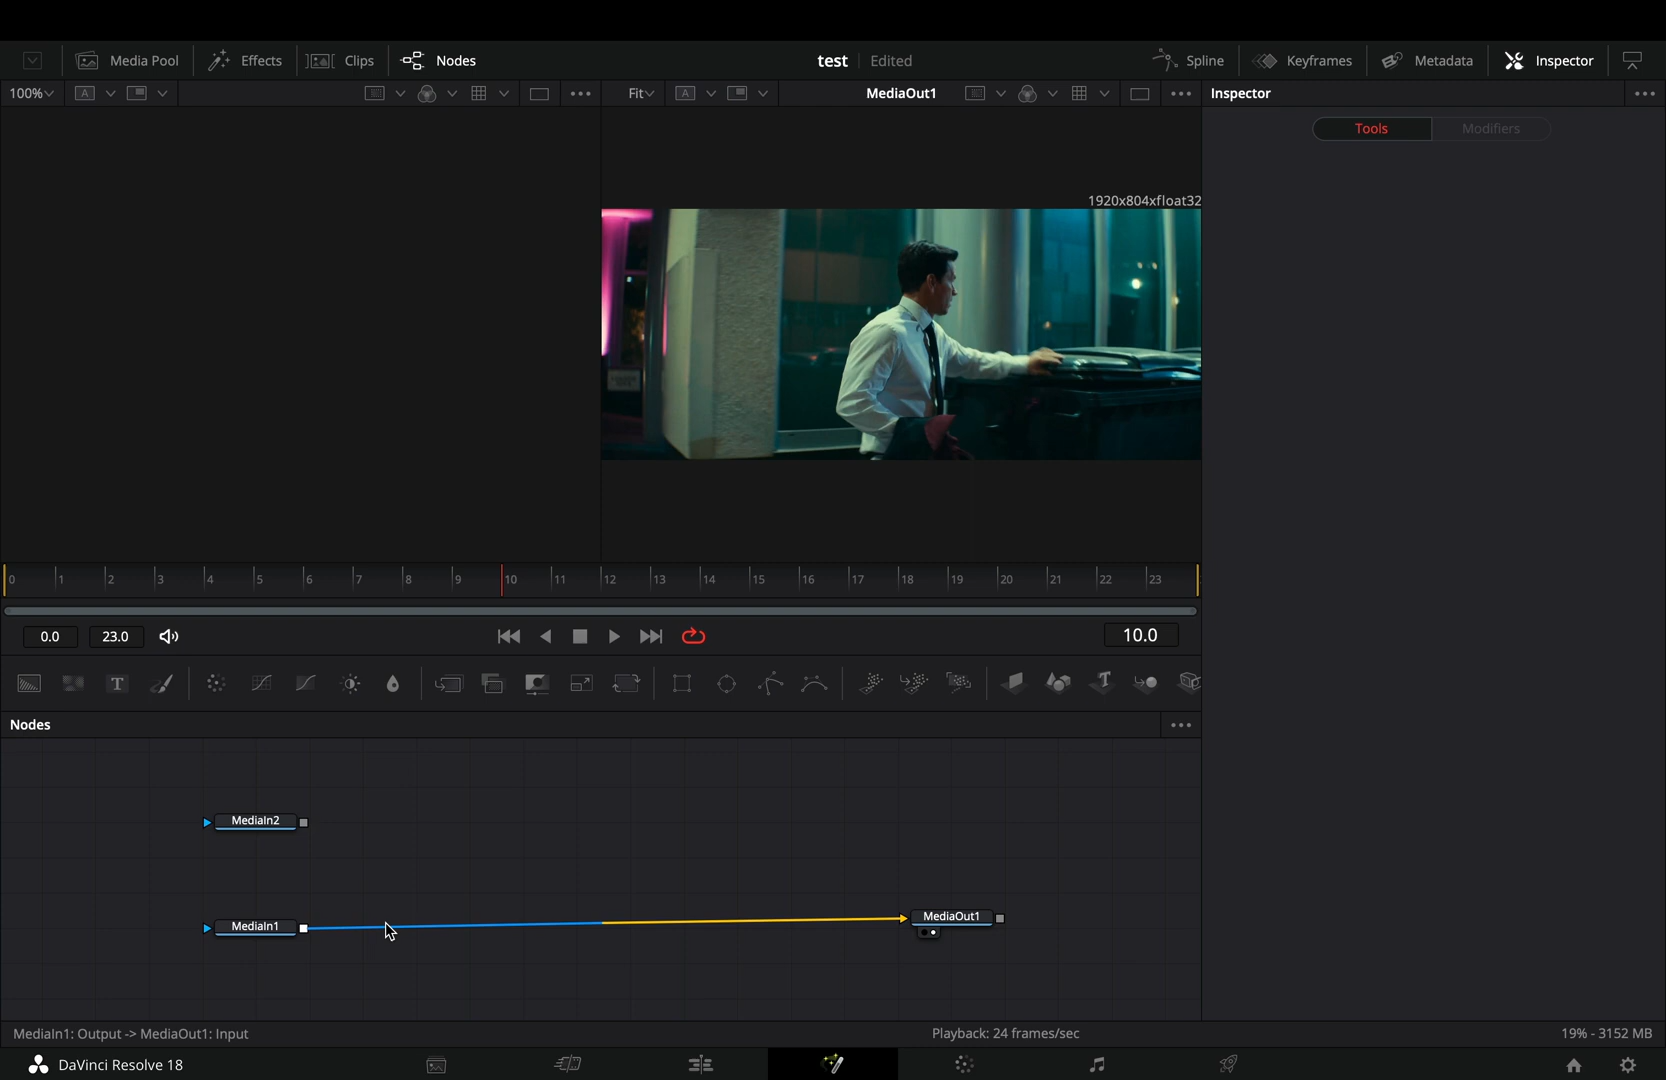 Media Pool Effects Clips Nodes test Edited Spline Keyframes Metadata Inspector
100% A Fit A MediaOut1 Inspector
Tools Modifiers
1920x804xfloat32
0 1 2 3 4 5 6 7 8 9 10 11 12 13 14 15 16 17 18 19 20 21 22 23
0.0 23.0 10.0
T T
Nodes
MediaIn2
MediaOut1
MediaIn1
MediaIn1: Output -> MediaOut1: Input Playback: 24 frames/sec 19% - 3152 MB
DaVinci Resolve 18